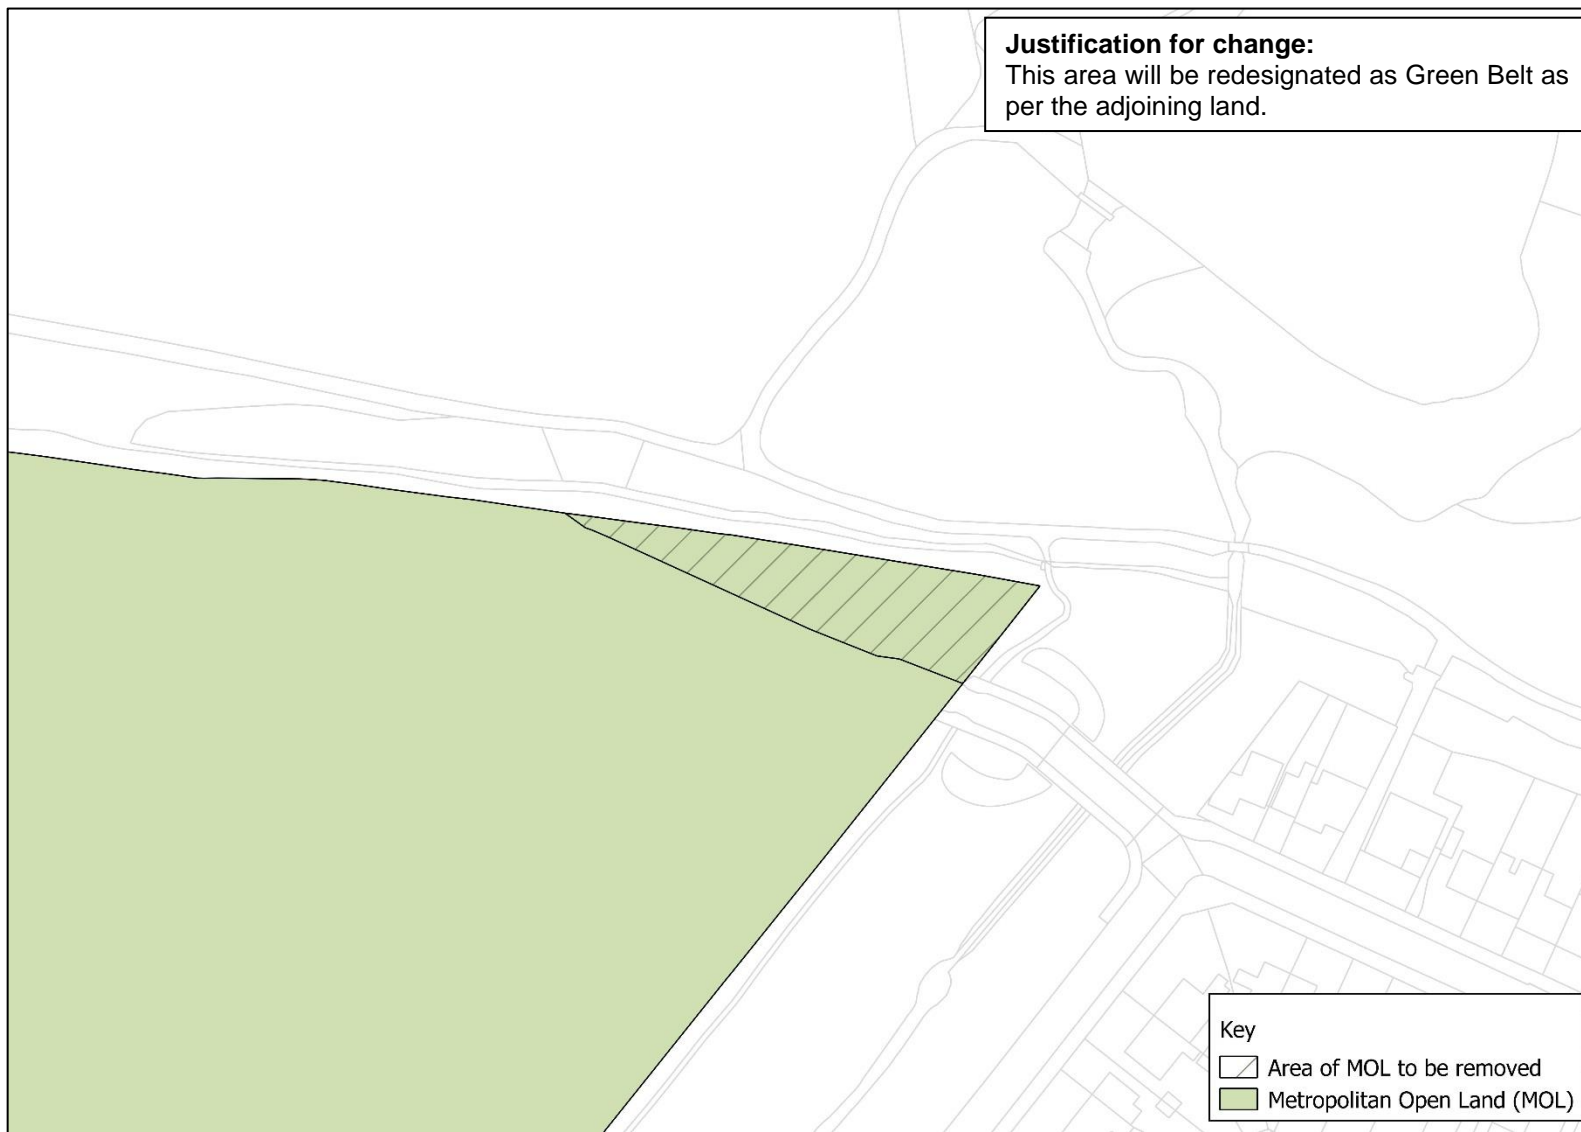 Justification for change:
This area will be redesignated as Green Belt as
per the adjoining land.
Key
Area of MOL to be removed
Metropolitan Open Land (MOL)